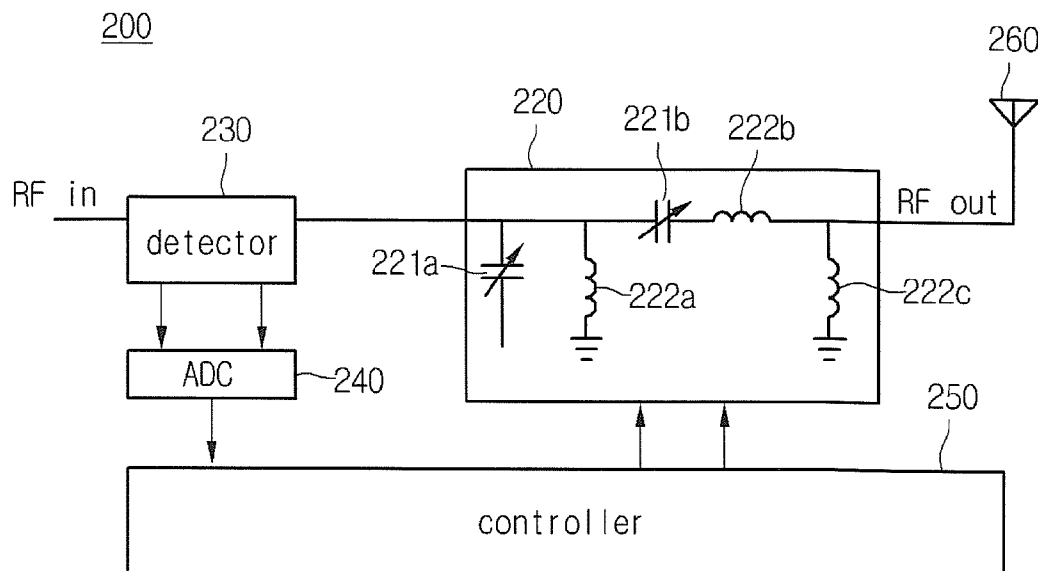 200
260
220
221b
222b
230
RF in
RF out
detector
221a
222a
222c
ADC
240
250
controller